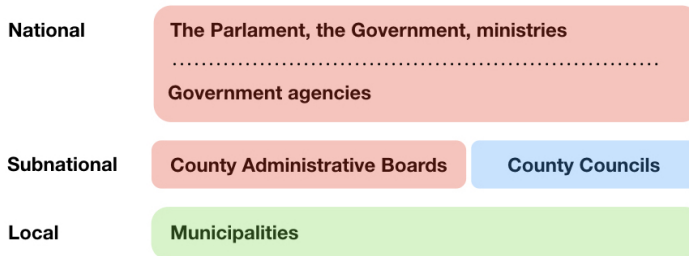 National
The Parlament, the Government, ministries
Government agencies
Subnational
County Administrative Boards
County Councils
Local
Municipalities